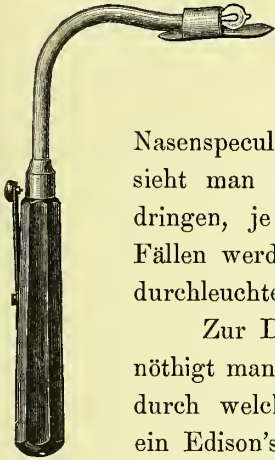 Nasenspecul
sieht man
dringen, je
Fällen werd
durchleuchte
Zur D
nöthigt man
durch welch
ein Edison's